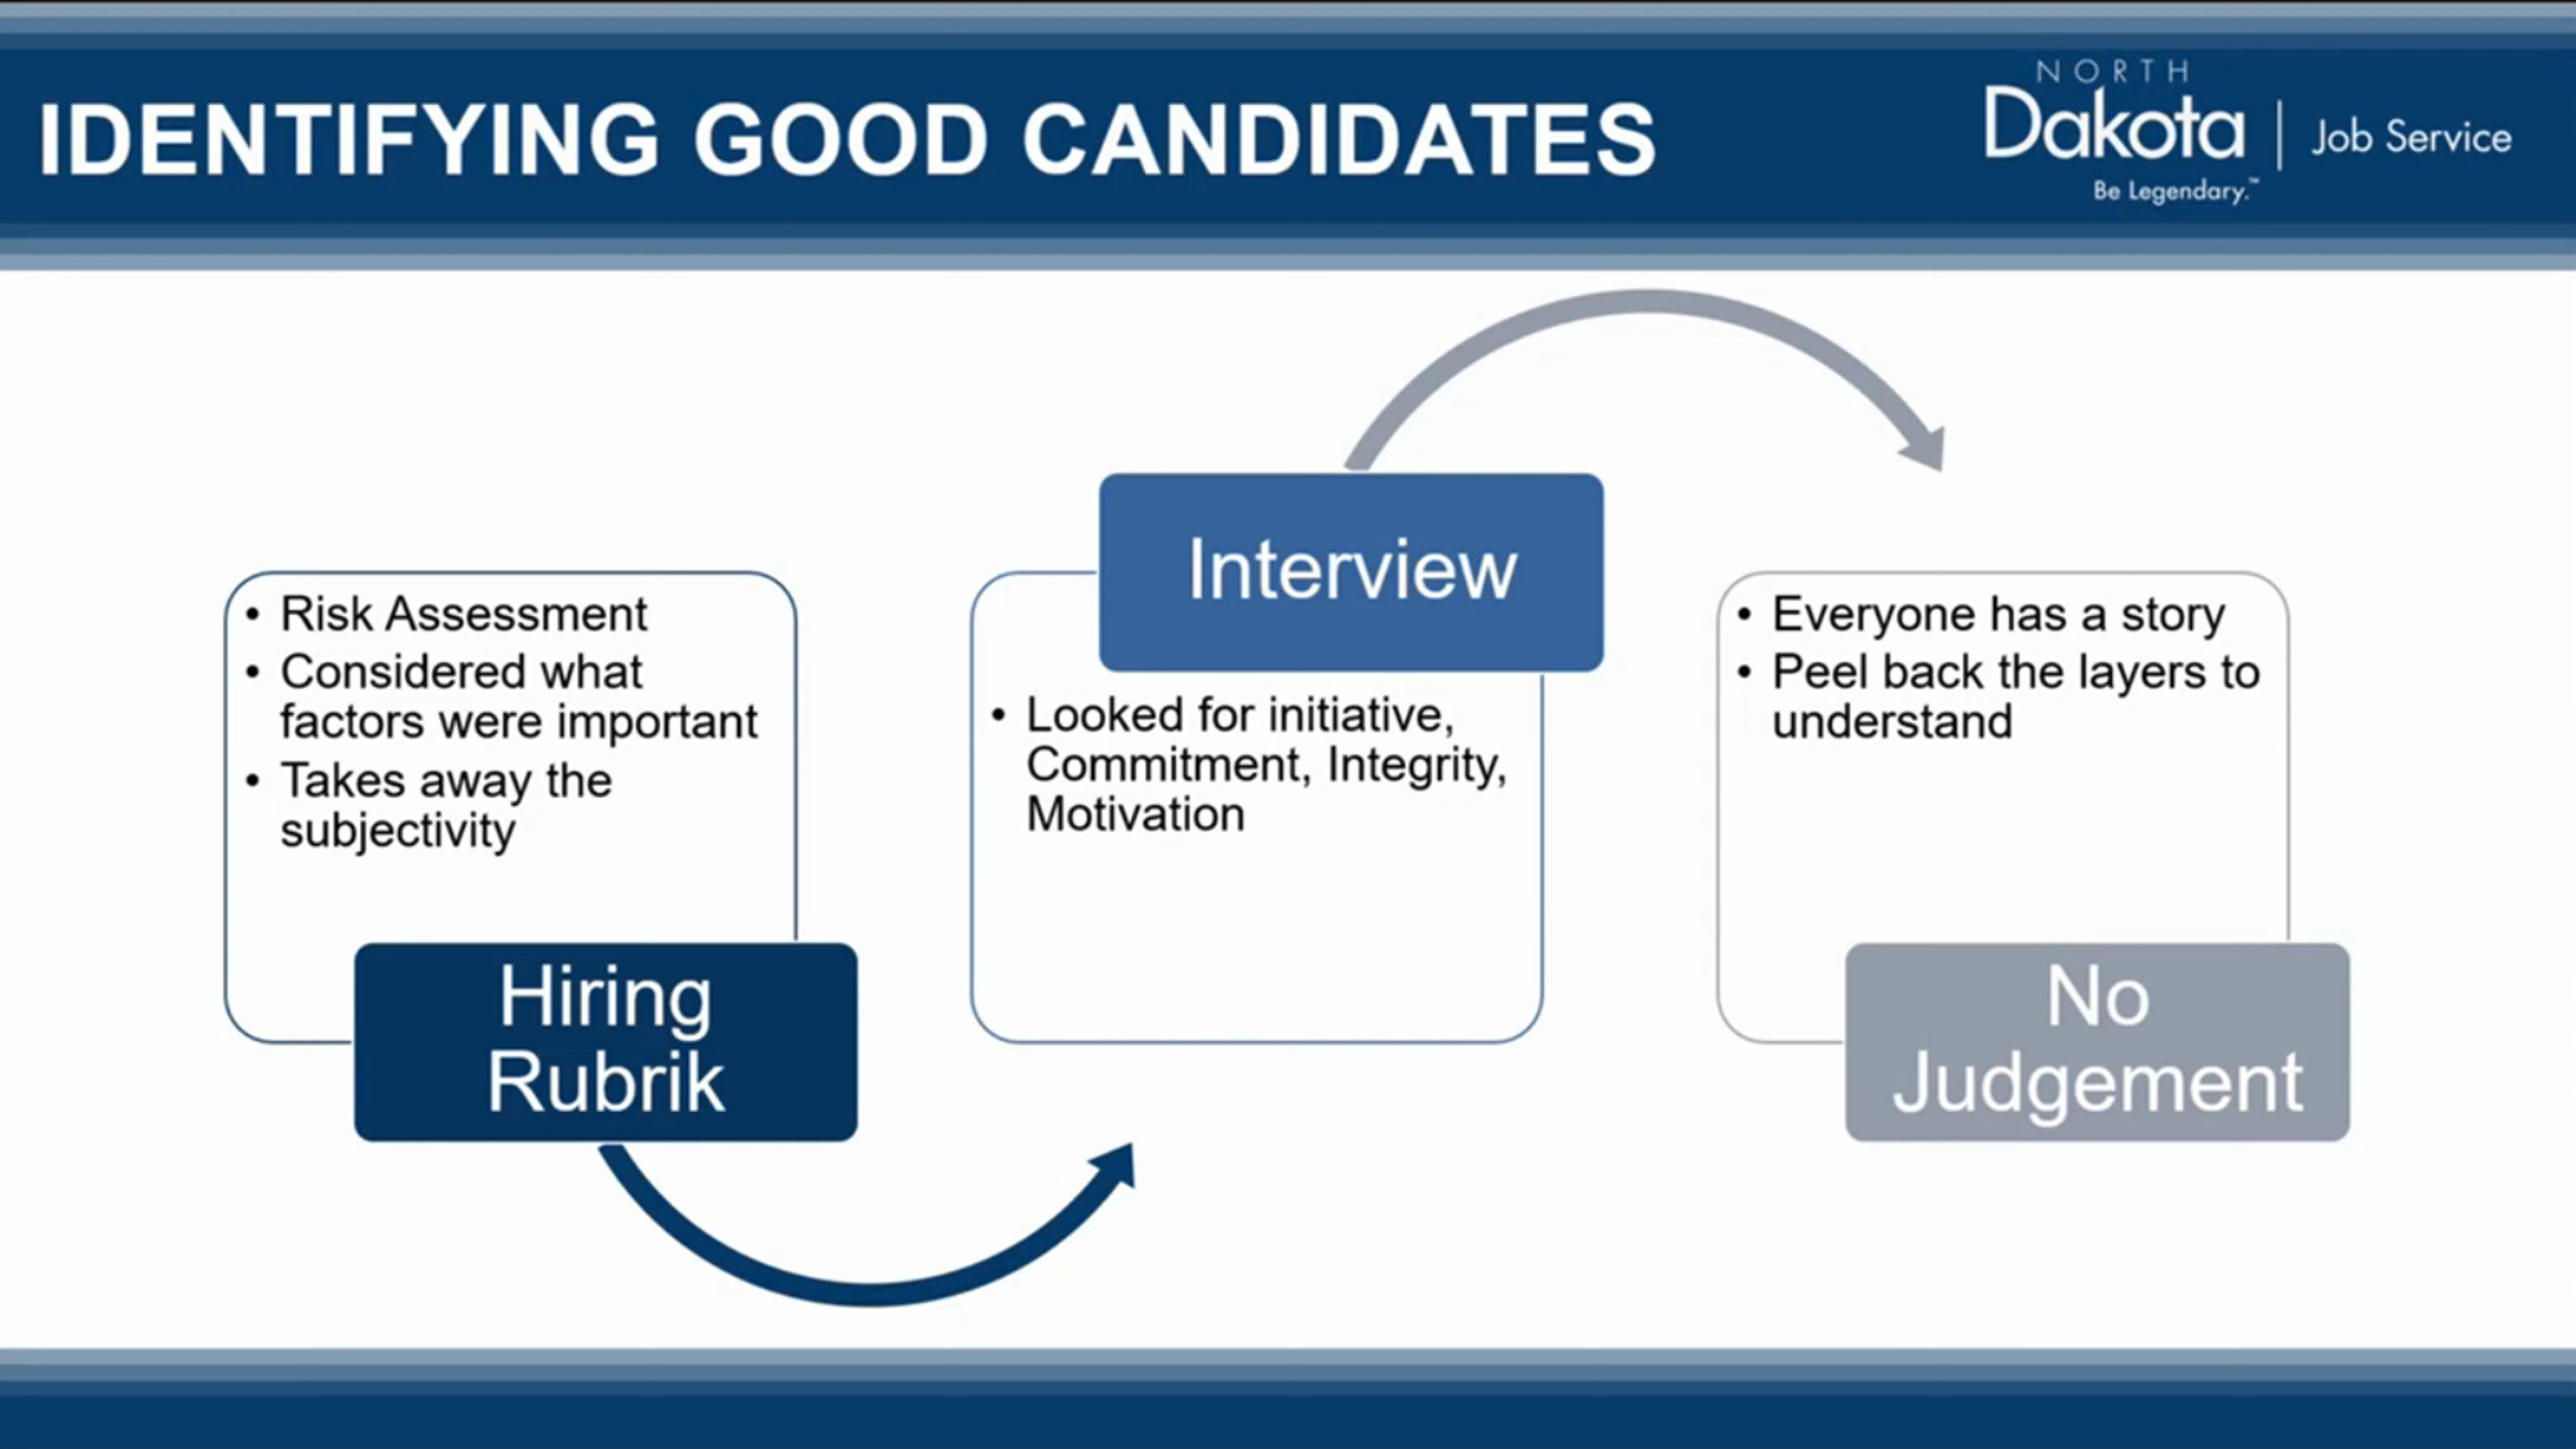 IDENTIFYING GOOD CANDIDATES
NORTH
Dakota
Be Legendary.™
Job Service
• Risk Assessment
• Considered what
factors were important
• Takes away the
subjectivity
Hiring
Rubrik
Interview
• Looked for initiative,
Commitment, Integrity,
Motivation
• Everyone has a story
• Peel back the layers to
understand
No
Judgement